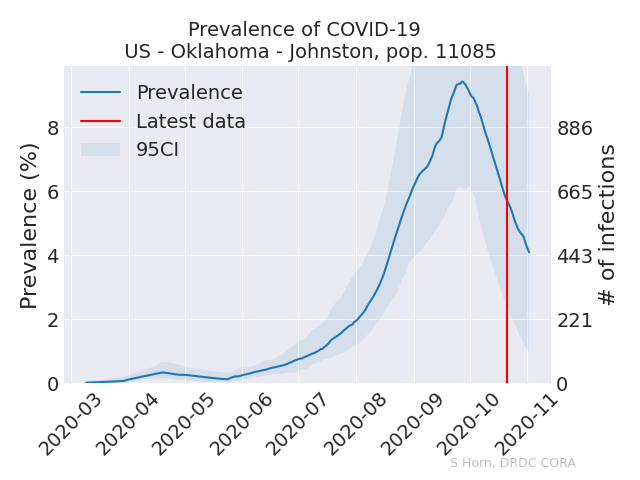 Prevalence of COVID-19
US - Oklahoma - Johnston, pop. 11085
Prevalence
Latest data
95CI
Prevalence (%)
8
6
4
2
0
# of infections
886
665
443
221
0
2020-03
2020-04
2020-05
2020-06
2020-07
2020-08
2020-09
2020-10
2020-11
S Horn, DRDC CORA